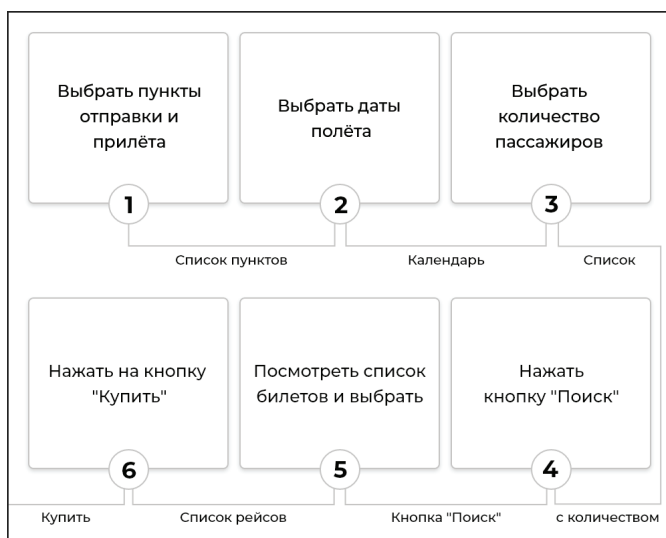 Выбрать пункты
отправки и
прилёта
1
Выбрать даты
полёта
2
Выбрать
количество
пассажиров
3
Список пунктов
Календарь
Список
Нажать на кнопку
"Купить"
6
Посмотреть список
билетов и выбрать
5
Нажать
кнопку "Поиск"
4
Купить
Список рейсов
Кнопка "Поиск"
с количеством